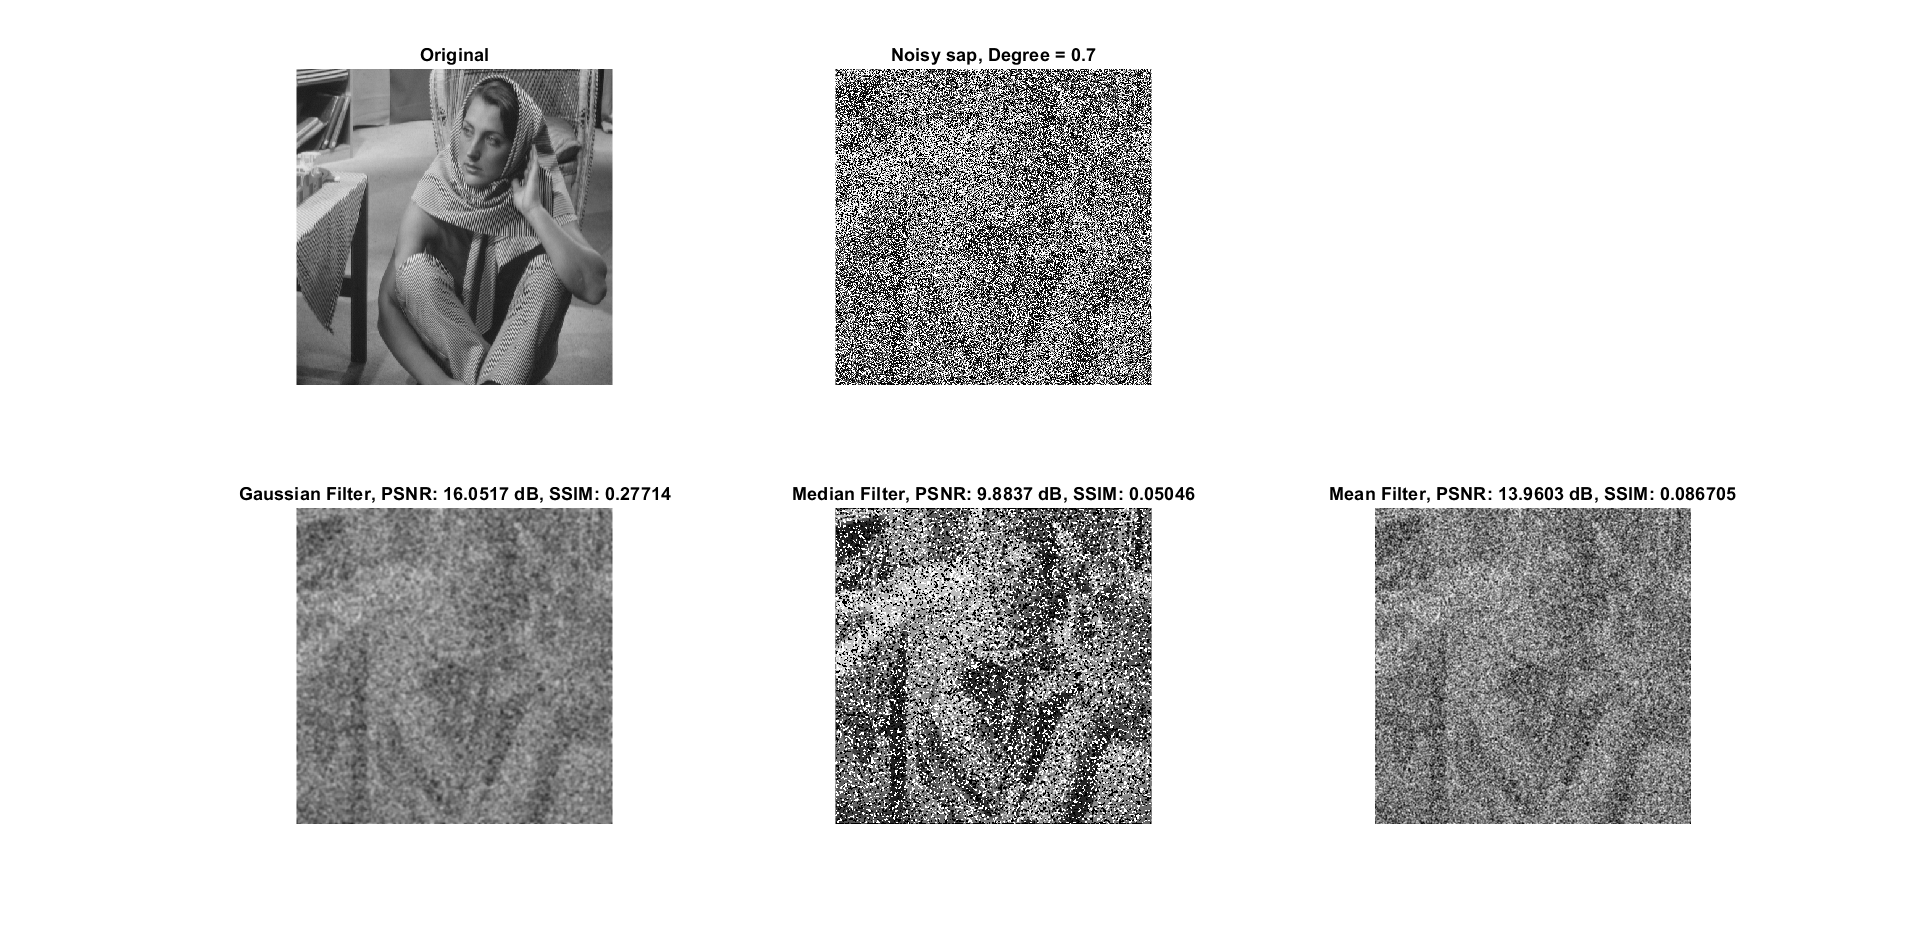 Original
Noisy sap, Degree = 0.7
Gaussian Filter, PSNR: 16.0517 dB, SSIM: 0.27714
Median Filter, PSNR: 9.8837 dB, SSIM: 0.05046
Mean Filter, PSNR: 13.9603 dB, SSIM: 0.086705